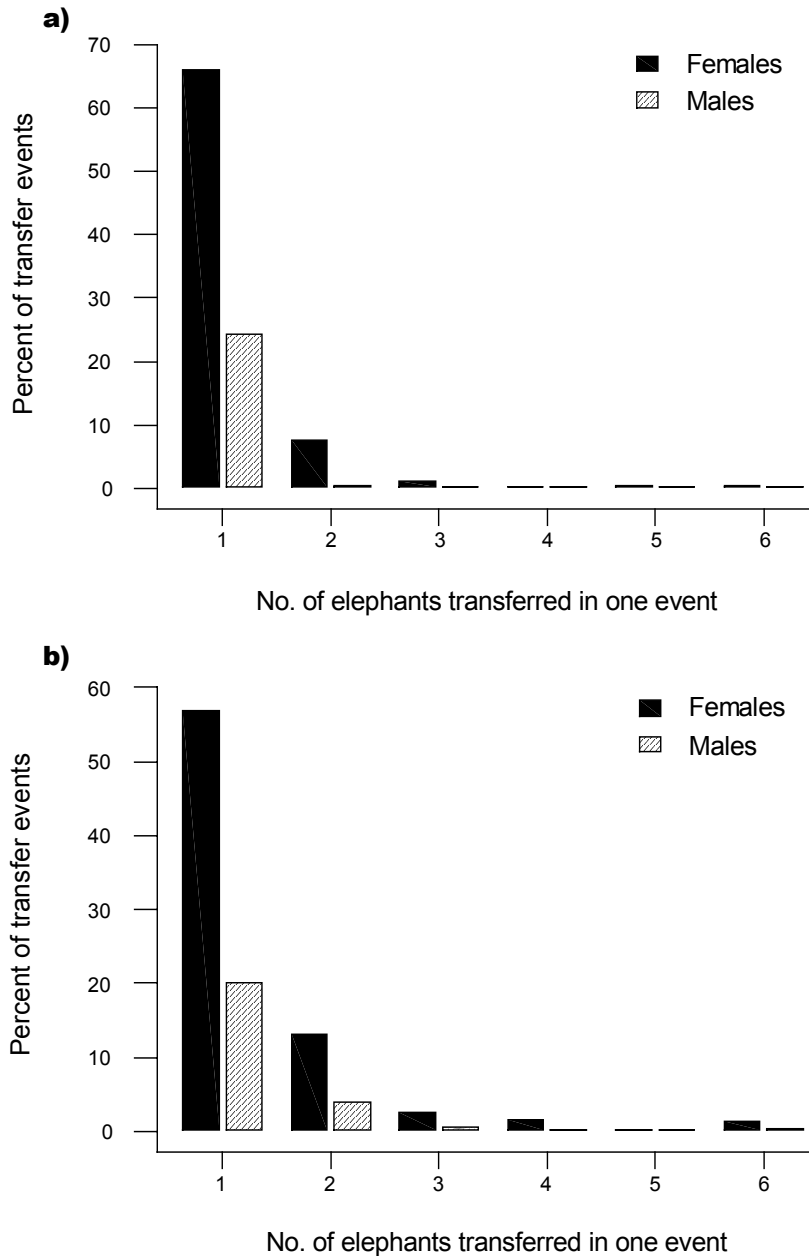 a)
70
60
50
40
30
20
10
0
Percent of transfer events
Females
Males
1 2 3 4 5 6
No. of elephants transferred in one event
b)
60
50
40
30
20
10
0
Percent of transfer events
Females
Males
1 2 3 4 5 6
No. of elephants transferred in one event